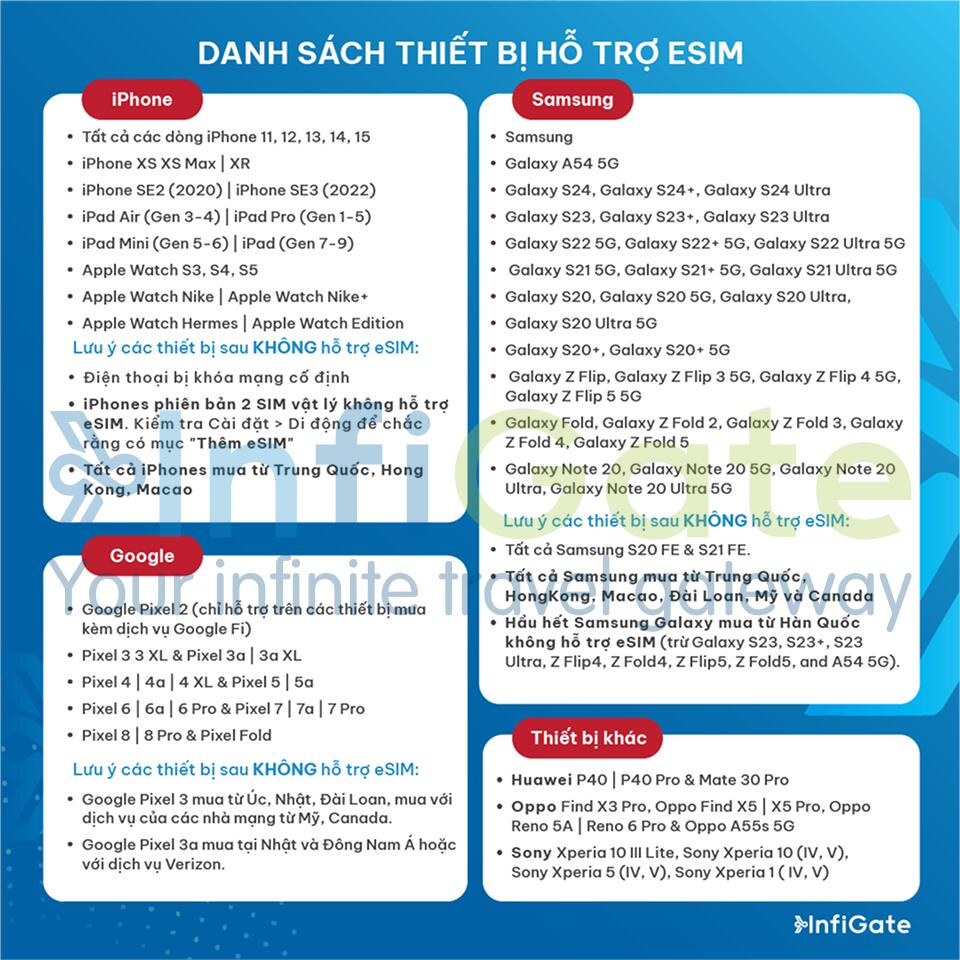 DANH SÁCH THIẾT BỊ HỖ TRỢ ESIM
iPhone
• Tất cả các dòng iPhone 11, 12, 13, 14, 15
• iPhone XS XS Max | XR
• iPhone SE2 (2020) | iPhone SE3 (2022)
• iPad Air (Gen 3-4) | iPad Pro (Gen 1-5)
• iPad Mini (Gen 5-6) | iPad (Gen 7-9)
• Apple Watch S3, S4, S5
• Apple Watch Nike | Apple Watch Nike+
• Apple Watch Hermes | Apple Watch Edition
Lưu ý các thiết bị sau KHÔNG hỗ trợ eSIM:
• Điện thoại bị khóa mạng cố định
• iPhones phiên bản 2 SIM vật lý không hỗ trợ
eSIM. Kiểm tra Cài đặt > Di động để chắc
rằng có mục "Thêm eSIM"
• Tất cả iPhones mua từ Trung Quốc, Hong
Kong, Macao
Google
• Google Pixel 2 (chỉ hỗ trợ trên các thiết bị mua
kèm dịch vụ Google Fi)
• Pixel 3 3 XL & Pixel 3a | 3a XL
• Pixel 4 | 4a | 4 XL & Pixel 5 | 5a
• Pixel 6 | 6a | 6 Pro & Pixel 7 | 7a | 7 Pro
• Pixel 8 | 8 Pro & Pixel Fold
Lưu ý các thiết bị sau KHÔNG hỗ trợ eSIM:
• Google Pixel 3 mua từ Úc, Nhật, Đài Loan, mua với
dịch vụ của các nhà mạng từ Mỹ, Canada.
• Google Pixel 3a mua tại Nhật và Đông Nam Á hoặc
với dịch vụ Verizon.
Samsung
• Samsung
• Galaxy A54 5G
• Galaxy S24, Galaxy S24+, Galaxy S24 Ultra
• Galaxy S23, Galaxy S23+, Galaxy S23 Ultra
• Galaxy S22 5G, Galaxy S22+ 5G, Galaxy S22 Ultra 5G
• Galaxy S21 5G, Galaxy S21+ 5G, Galaxy S21 Ultra 5G
• Galaxy S20, Galaxy S20 5G, Galaxy S20 Ultra,
• Galaxy S20 Ultra 5G
• Galaxy S20+, Galaxy S20+ 5G
• Galaxy Z Flip, Galaxy Z Flip 3 5G, Galaxy Z Flip 4 5G,
Galaxy Z Flip 5 5G
• Galaxy Fold, Galaxy Z Fold 2, Galaxy Z Fold 3, Galaxy
Z Fold 4, Galaxy Z Fold 5
• Galaxy Note 20, Galaxy Note 20 5G, Galaxy Note 20
Ultra, Galaxy Note 20 Ultra 5G
Lưu ý các thiết bị sau KHÔNG hỗ trợ eSIM:
• Tất cả Samsung S20 FE & S21 FE.
• Tất cả Samsung mua từ Trung Quốc,
HongKong, Macao, Đài Loan, Mỹ và Canada
• Hầu hết Samsung Galaxy mua từ Hàn Quốc
không hỗ trợ eSIM (trừ Galaxy S23, S23+, S23
Ultra, Z Flip4, Z Fold4, Z Flip5, Z Fold5, and A54 5G).
Thiết bị khác
• Huawei P40 | P40 Pro & Mate 30 Pro
• Oppo Find X3 Pro, Oppo Find X5 | X5 Pro, Oppo
Reno 5A | Reno 6 Pro & Oppo A55s 5G
• Sony Xperia 10 III Lite, Sony Xperia 10 (IV, V),
Sony Xperia 5 (IV, V), Sony Xperia 1 ( IV, V)
InfiGate
Your infinite travel gateway
InfiGate